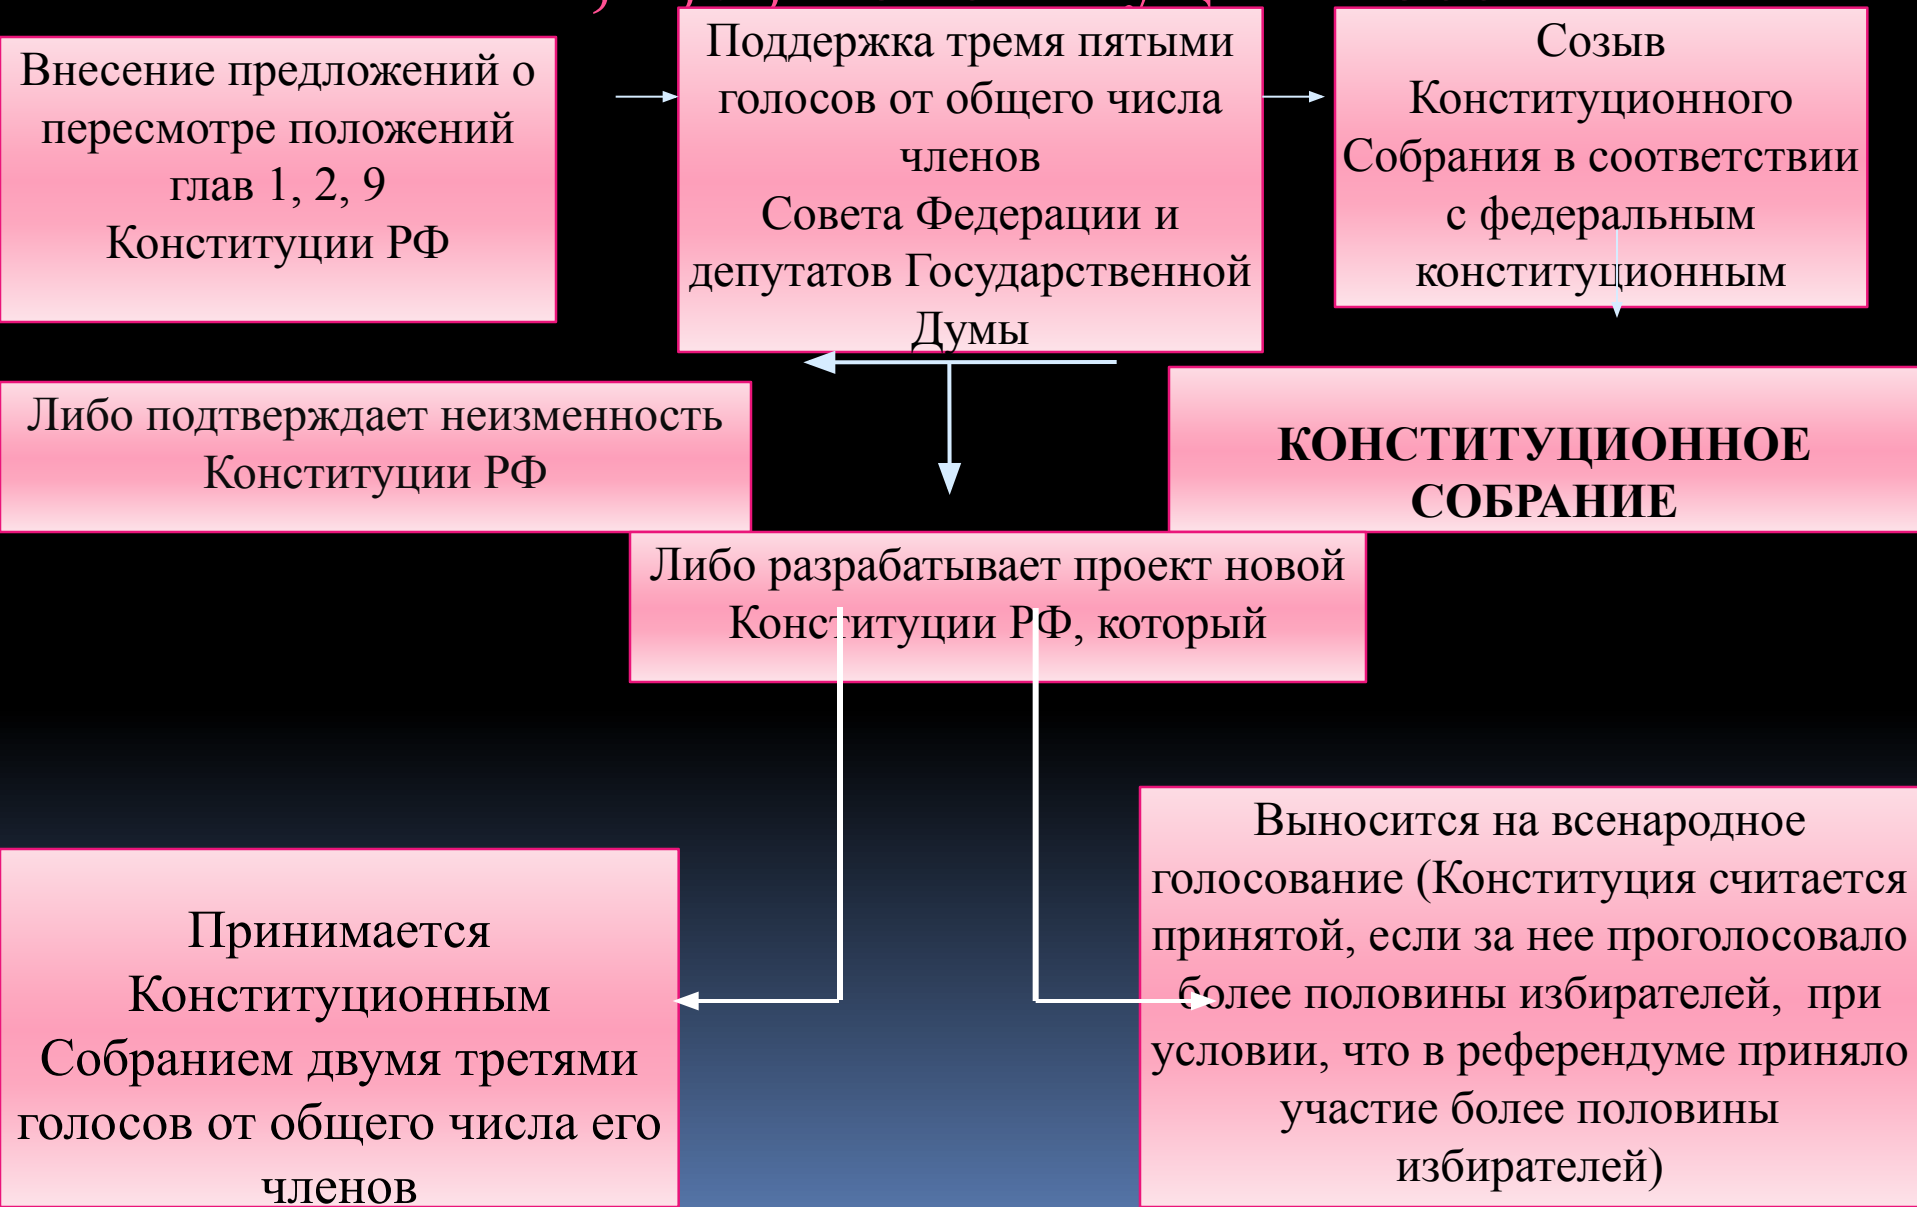 Внесение предложений о
пересмотре положений
глав 1, 2, 9
Конституции РФ
Поддержка тремя пятыми
голосов от общего числа
членов
Совета Федерации и
депутатов Государственной
Думы
Созыв
Конституционного
Собрания в соответствии
с федеральным
конституционным
Либо подтверждает неизменность
Конституции РФ
КОНСТИТУЦИОННОЕ
СОБРАНИЕ
Либо разрабатывает проект новой
Конституции РФ, который
Принимается
Конституционным
Собранием двумя третями
голосов от общего числа его
членов
Выносится на всенародное
голосование (Конституция считается
принятой, если за нее проголосовало
более половины избирателей, при
условии, что в референдуме приняло
участие более половины
избирателей)